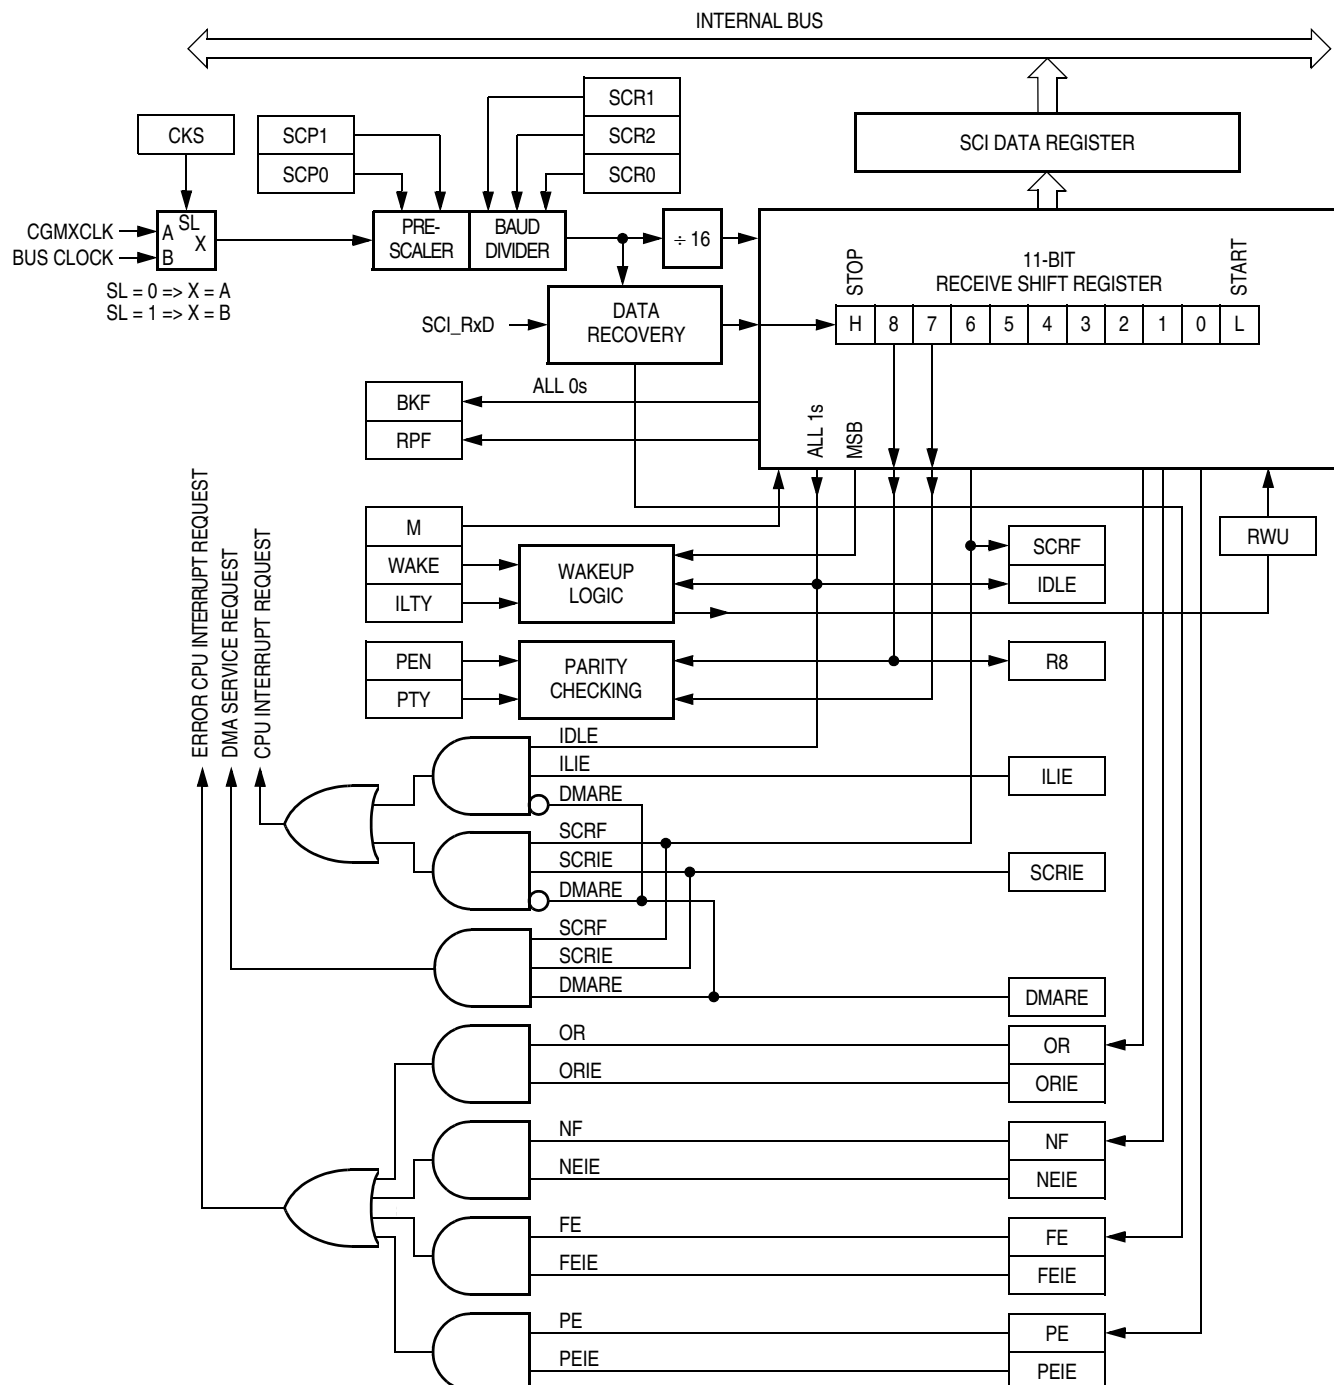 INTERNAL BUS
SCR1
CKS
SCP1
SCR2
SCI DATA REGISTER
SCP0
SCR0
CGMXCLK
BUS CLOCK
A
SL
X
B
PRE-
SCALER
BAUD
DIVIDER
÷ 16
SL = 0 => X = A
SL = 1 => X = B
STOP
11-BIT
RECEIVE SHIFT REGISTER
START
SCI_RxD
DATA
RECOVERY
H 8 7 6 5 4 3 2 1 0 L
ALL 0s
BKF
RPF
ALL 1s
MSB
ERROR CPU INTERRUPT REQUEST
DMA SERVICE REQUEST
CPU INTERRUPT REQUEST
M
WAKE
ILTY
WAKEUP
LOGIC
SCRF
IDLE
RWU
PEN
PTY
PARITY
CHECKING
R8
IDLE
ILIE
ILIE
DMARE
SCRF
SCRIE
SCRIE
DMARE
SCRF
SCRIE
DMARE
DMARE
OR
OR
ORIE
ORIE
NF
NF
NEIE
NEIE
FE
FE
FEIE
FEIE
PE
PE
PEIE
PEIE